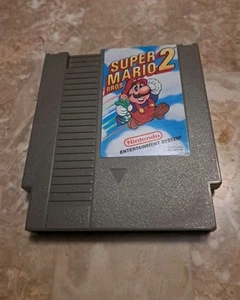 SUPER
MARIO 2
BROS.
Nintendo
ENTERTAINMENT SYSTEM